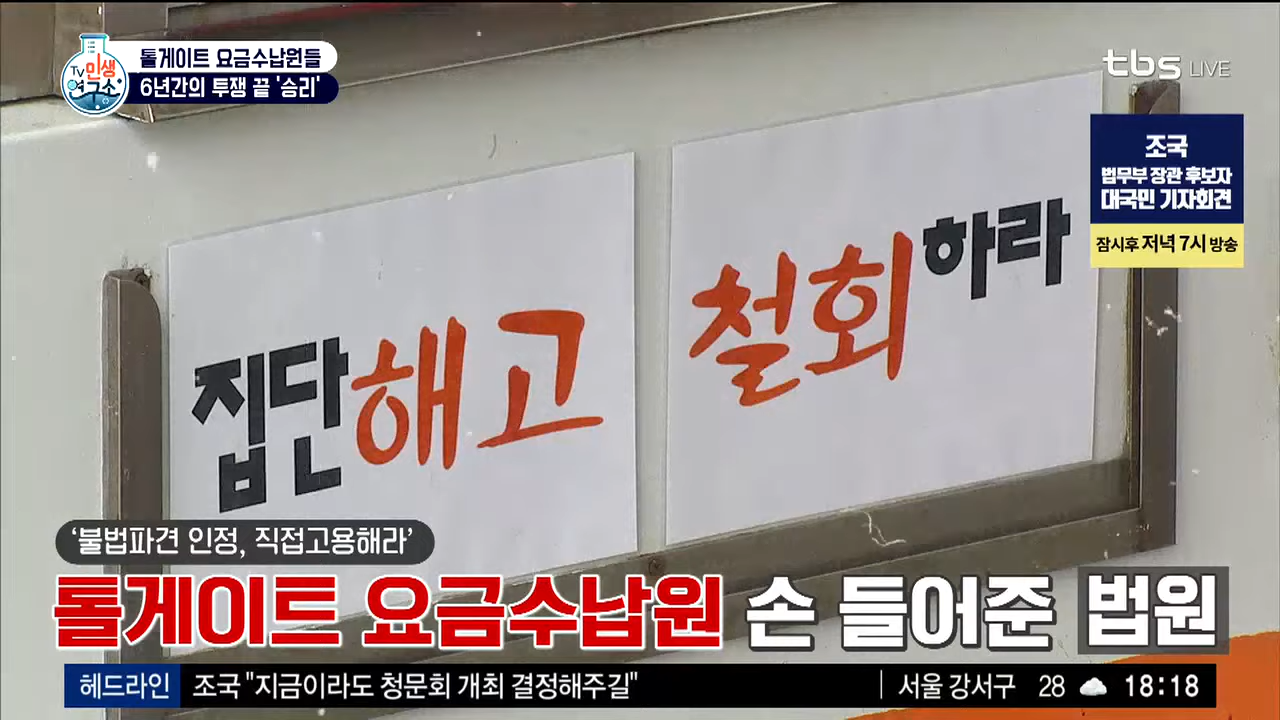 TV민생연구소
톨게이트 요금수납원들
6년간의 투쟁 끝 '승리'
tbs LIVE
조국
법무부 장관 후보자
대국민 기자회견
잠시후 저녁 7시 방송
집단해고 철회하라
'불법파견 인정, 직접고용해라'
톨게이트 요금수납원 손 들어준 법원
헤드라인 조국 "지금이라도 청문회 개최 결정해주길" 서울 강서구 28 18:18